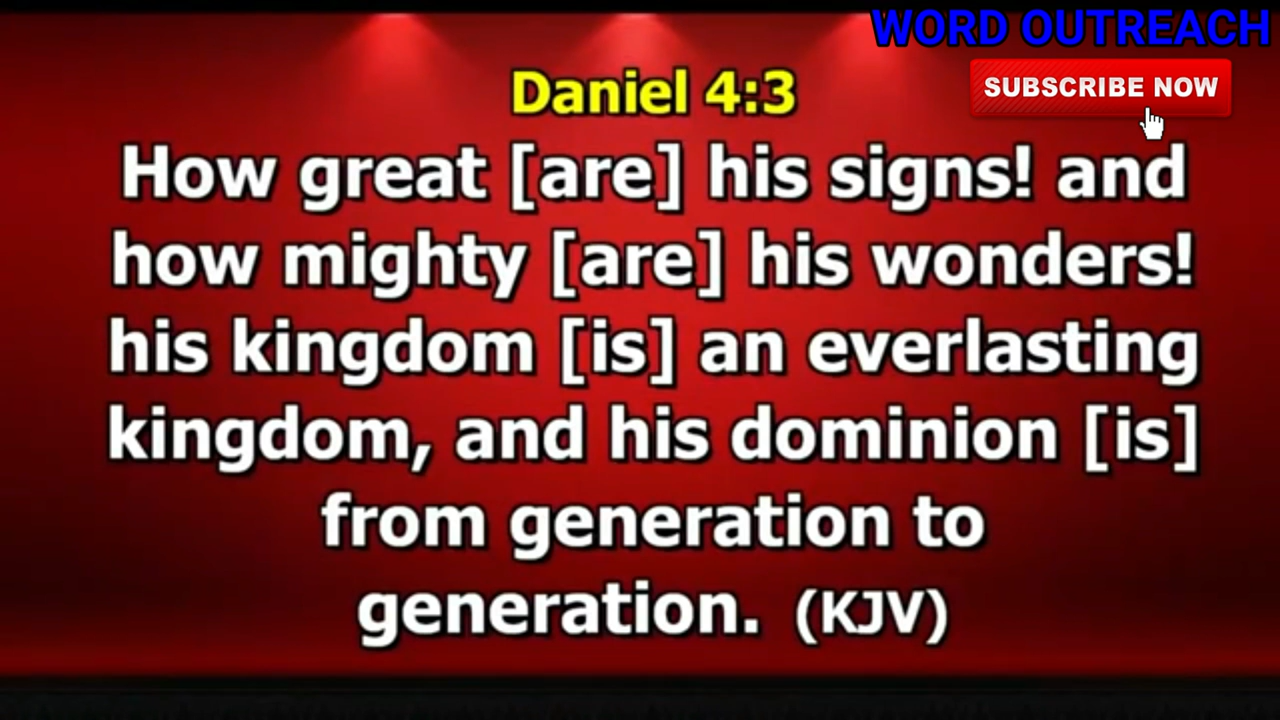 WORD OUTREACH
SUBSCRIBE NOW
Daniel 4:3
How great [are] his signs! and
how mighty [are] his wonders!
his kingdom [is] an everlasting
kingdom, and his dominion [is]
from generation to
generation. (KJV)